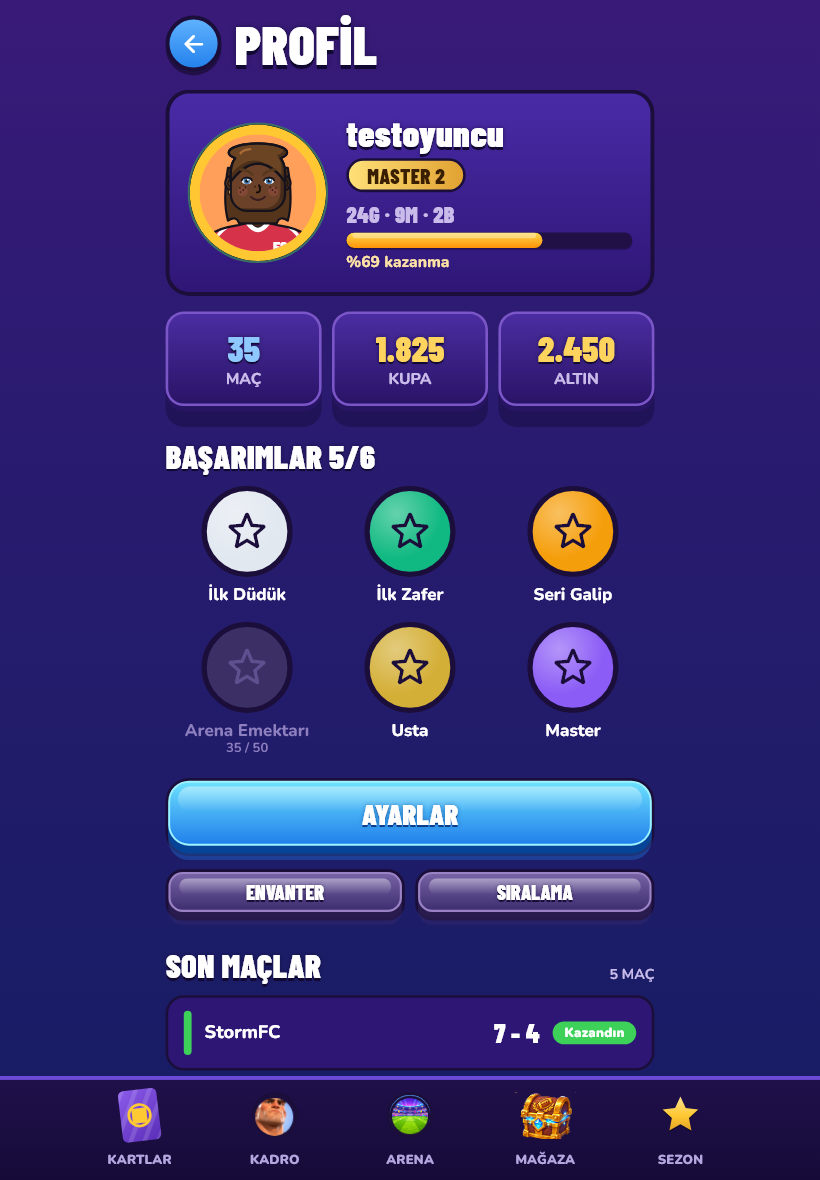 PROFİL
testoyuncu
MASTER 2
24G · 9M · 2B
%69 kazanma
35
MAÇ
1.825
KUPA
2.450
ALTIN
BAŞARIMLAR 5/6
İlk Düdük
İlk Zafer
Seri Galip
Arena Emektarı
35 / 50
Usta
Master
AYARLAR
ENVANTER
SIRALAMA
SON MAÇLAR
5 MAÇ
StormFC
7 - 4
Kazandın
KARTLAR
KADRO
ARENA
MAĞAZA
SEZON